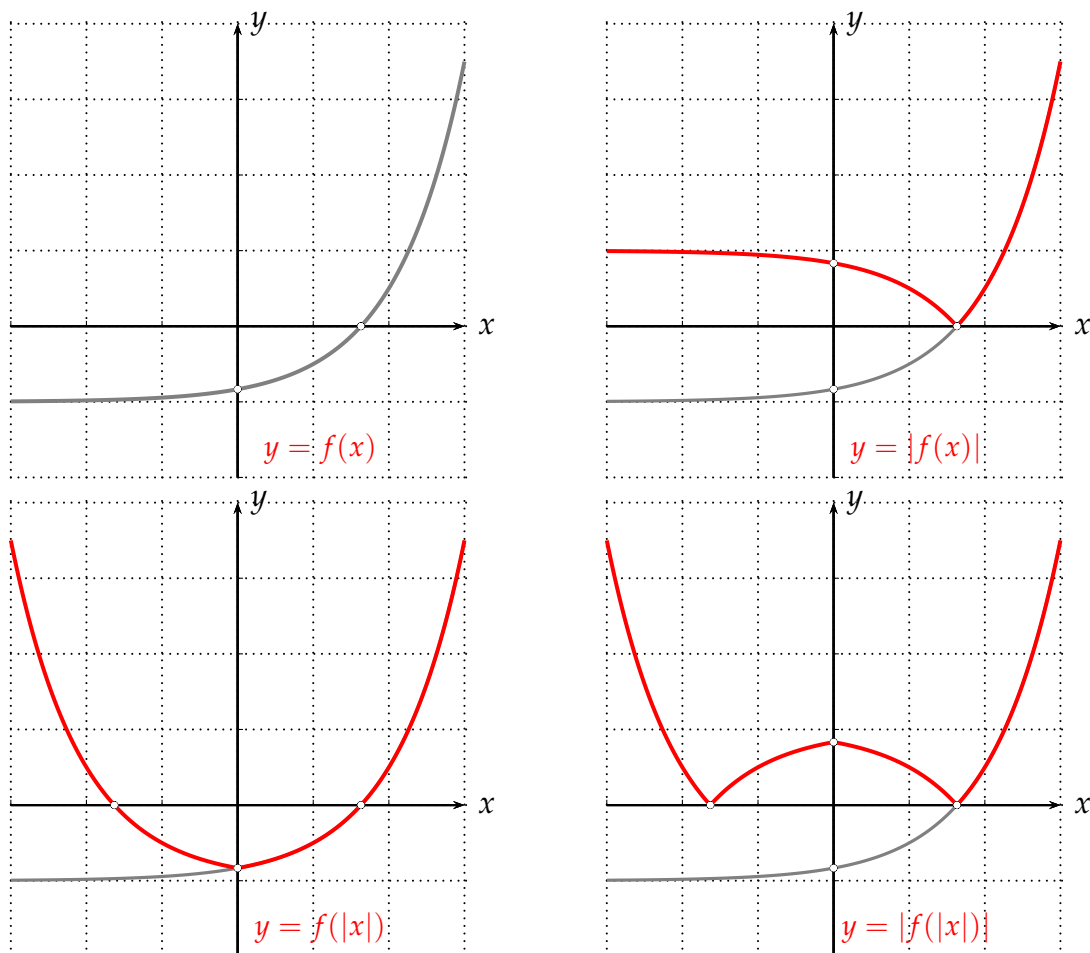 y
x
y = f(x)
y
x
y = |f(x)|
y
x
y = f(|x|)
y
x
y = |f(|x|)|